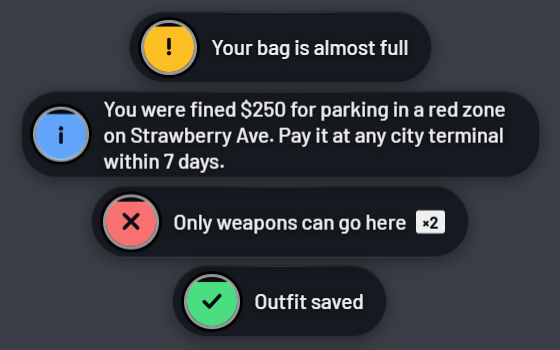 Your bag is almost full
You were fined $250 for parking in a red zone
on Strawberry Ave. Pay it at any city terminal
within 7 days.
Only weapons can go here ×2
Outfit saved